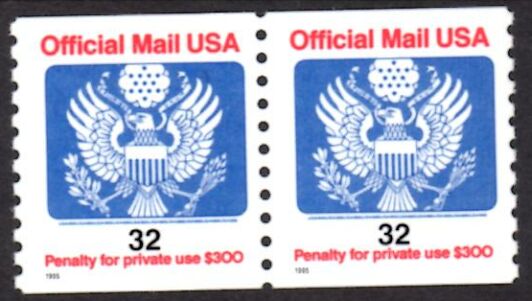 Official Mail USA
32
Penalty for private use $300
1995
Official Mail USA
32
Penalty for private use $300
1995